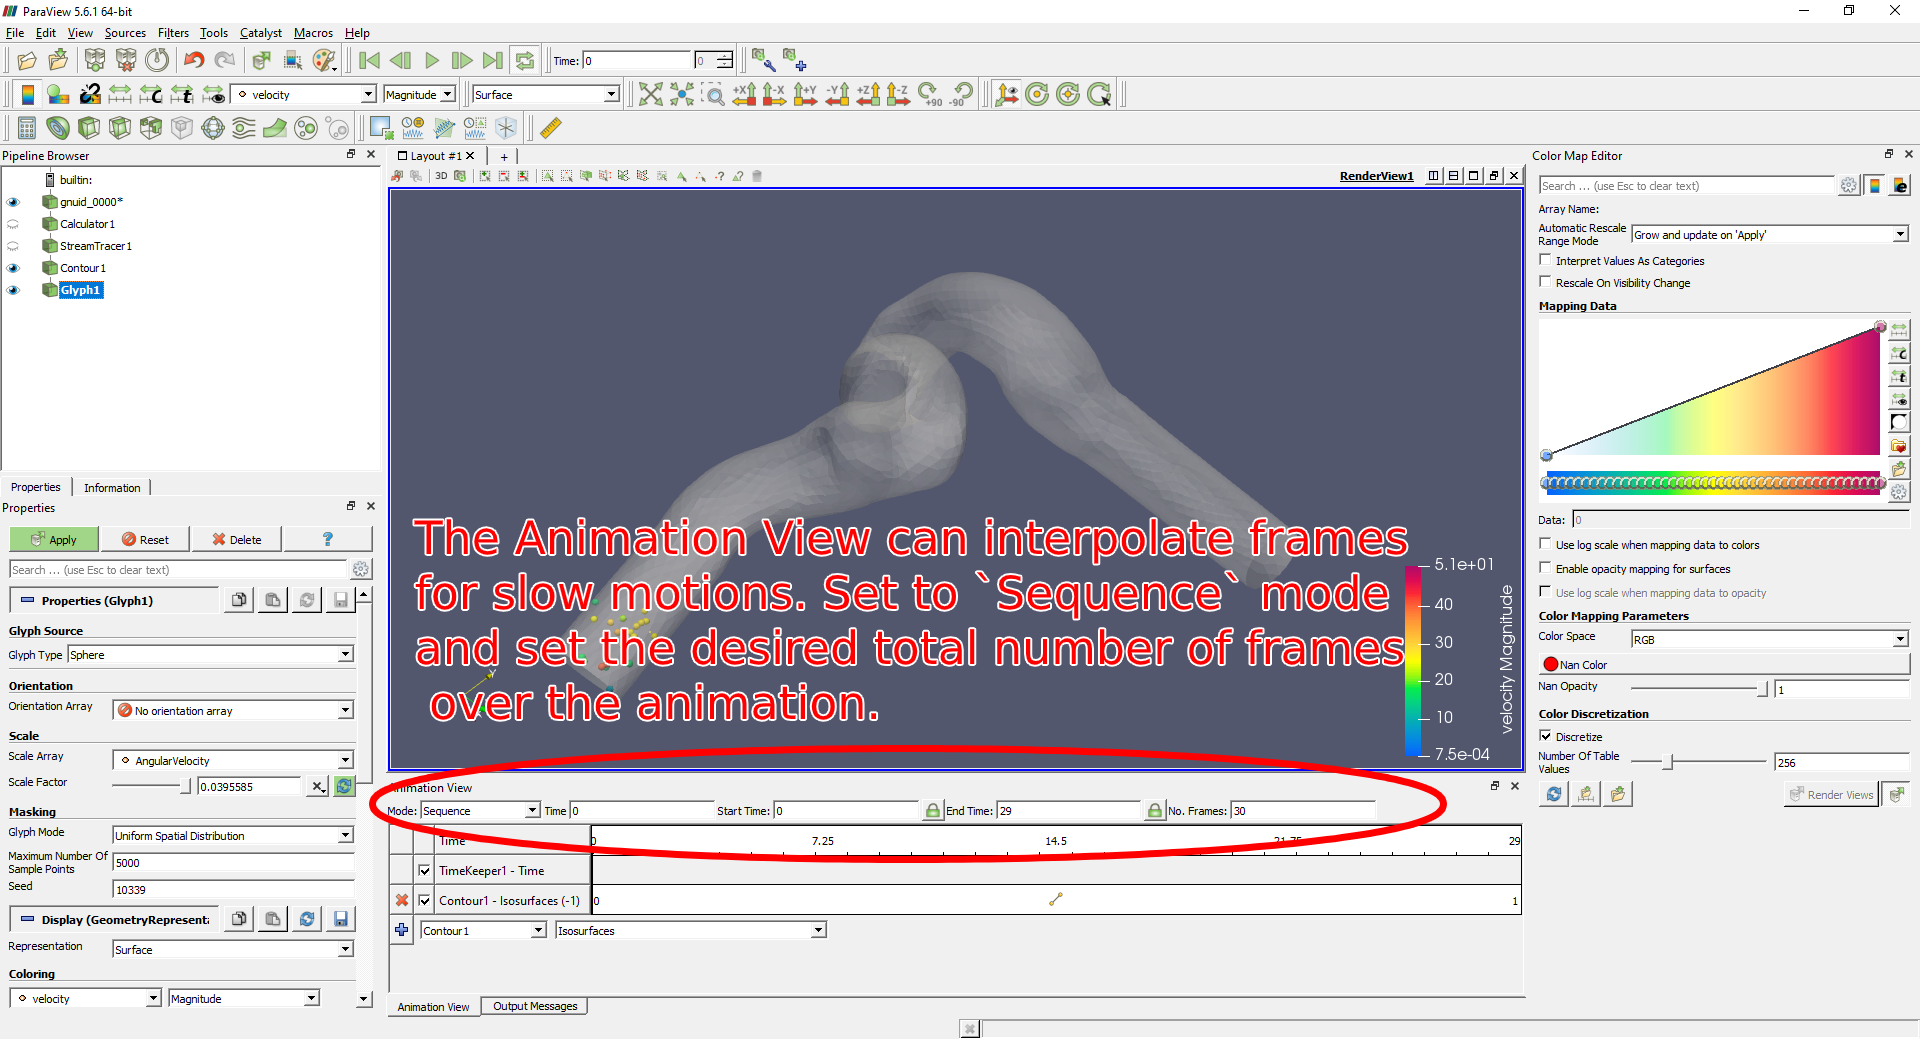 ParaView 5.6.1 64-bit
File Edit View Sources Filters Tools Catalyst Macros Help
Time: 0 0
velocity Magnitude Surface +X -X +Y -Y +Z -Z +90 -90
Pipeline Browser
builtin:
gnuid_0000*
Calculator1
StreamTracer1
Contour1
Glyph1
Properties Information
Properties
Apply Reset Delete ?
Search ... (use Esc to clear text)
Properties (Glyph1)
Glyph Source
Glyph Type Sphere
Orientation
Orientation Array No orientation array
Scale
Scale Array AngularVelocity
Scale Factor 0.0395585
Masking
Glyph Mode Uniform Spatial Distribution
Maximum Number Of
Sample Points 5000
Seed 10339
Display (GeometryRepresenta
Representation Surface
Coloring
velocity Magnitude
Layout #1 +
3D RenderView1
The Animation View can interpolate frames
for slow motions. Set to `Sequence` mode
and set the desired total number of frames
over the animation.
5.1e+01
40
30
20
10
7.5e-04
velocity Magnitude
Y
Animation View
Mode: Sequence Time 0 Start Time: 0 End Time: 29 No. Frames: 30
Time 0 7.25 14.5 21.75 29
TimeKeeper1 - Time
Contour1 - Isosurfaces (-1) 0 1
Contour1 Isosurfaces
Animation View Output Messages
Color Map Editor
Search ... (use Esc to clear text)
Array Name:
Automatic Rescale
Range Mode Grow and update on 'Apply'
Interpret Values As Categories
Rescale On Visibility Change
Mapping Data
Data: 0
Use log scale when mapping data to colors
Enable opacity mapping for surfaces
Use log scale when mapping data to opacity
Color Mapping Parameters
Color Space RGB
Nan Color
Nan Opacity 1
Color Discretization
Discretize
Number Of Table
Values 256
Render Views